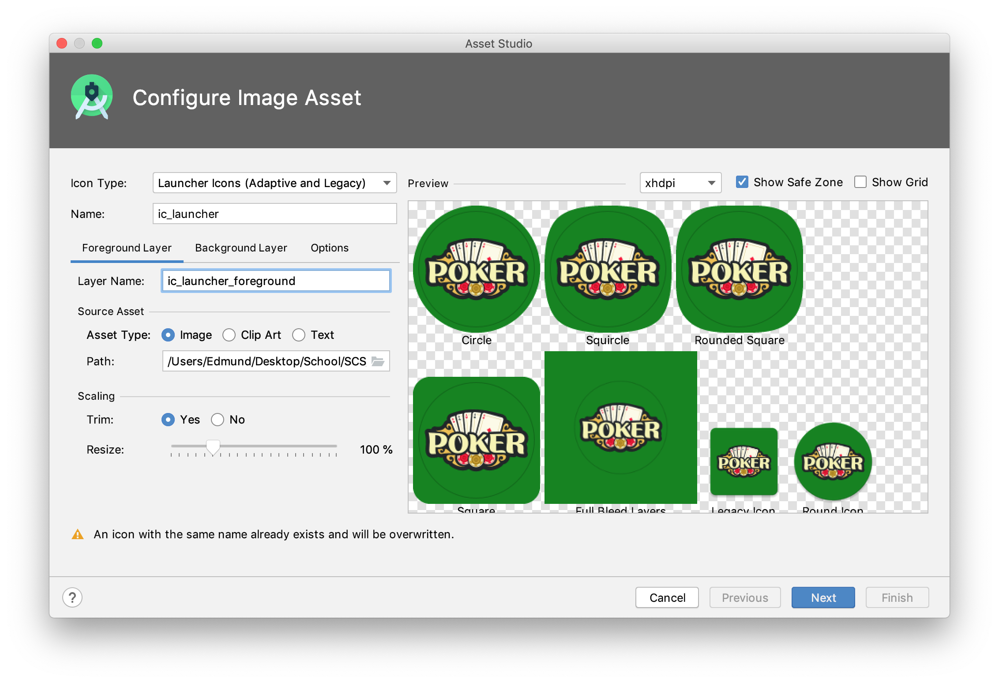 Asset Studio
Configure Image Asset
Icon Type: Launcher Icons (Adaptive and Legacy)
Name: ic_launcher
Foreground Layer Background Layer Options
Layer Name: ic_launcher_foreground
Source Asset
Asset Type: Image Clip Art Text
Path: /Users/Edmund/Desktop/School/SCS
Scaling
Trim: Yes No
Resize: 100 %
Preview xhdpi Show Safe Zone Show Grid
POKER POKER POKER
Circle Squircle Rounded Square
POKER POKER POKER POKER
Square Full Bleed Layers Legacy Icon Round Icon
An icon with the same name already exists and will be overwritten.
? Cancel Previous Next Finish